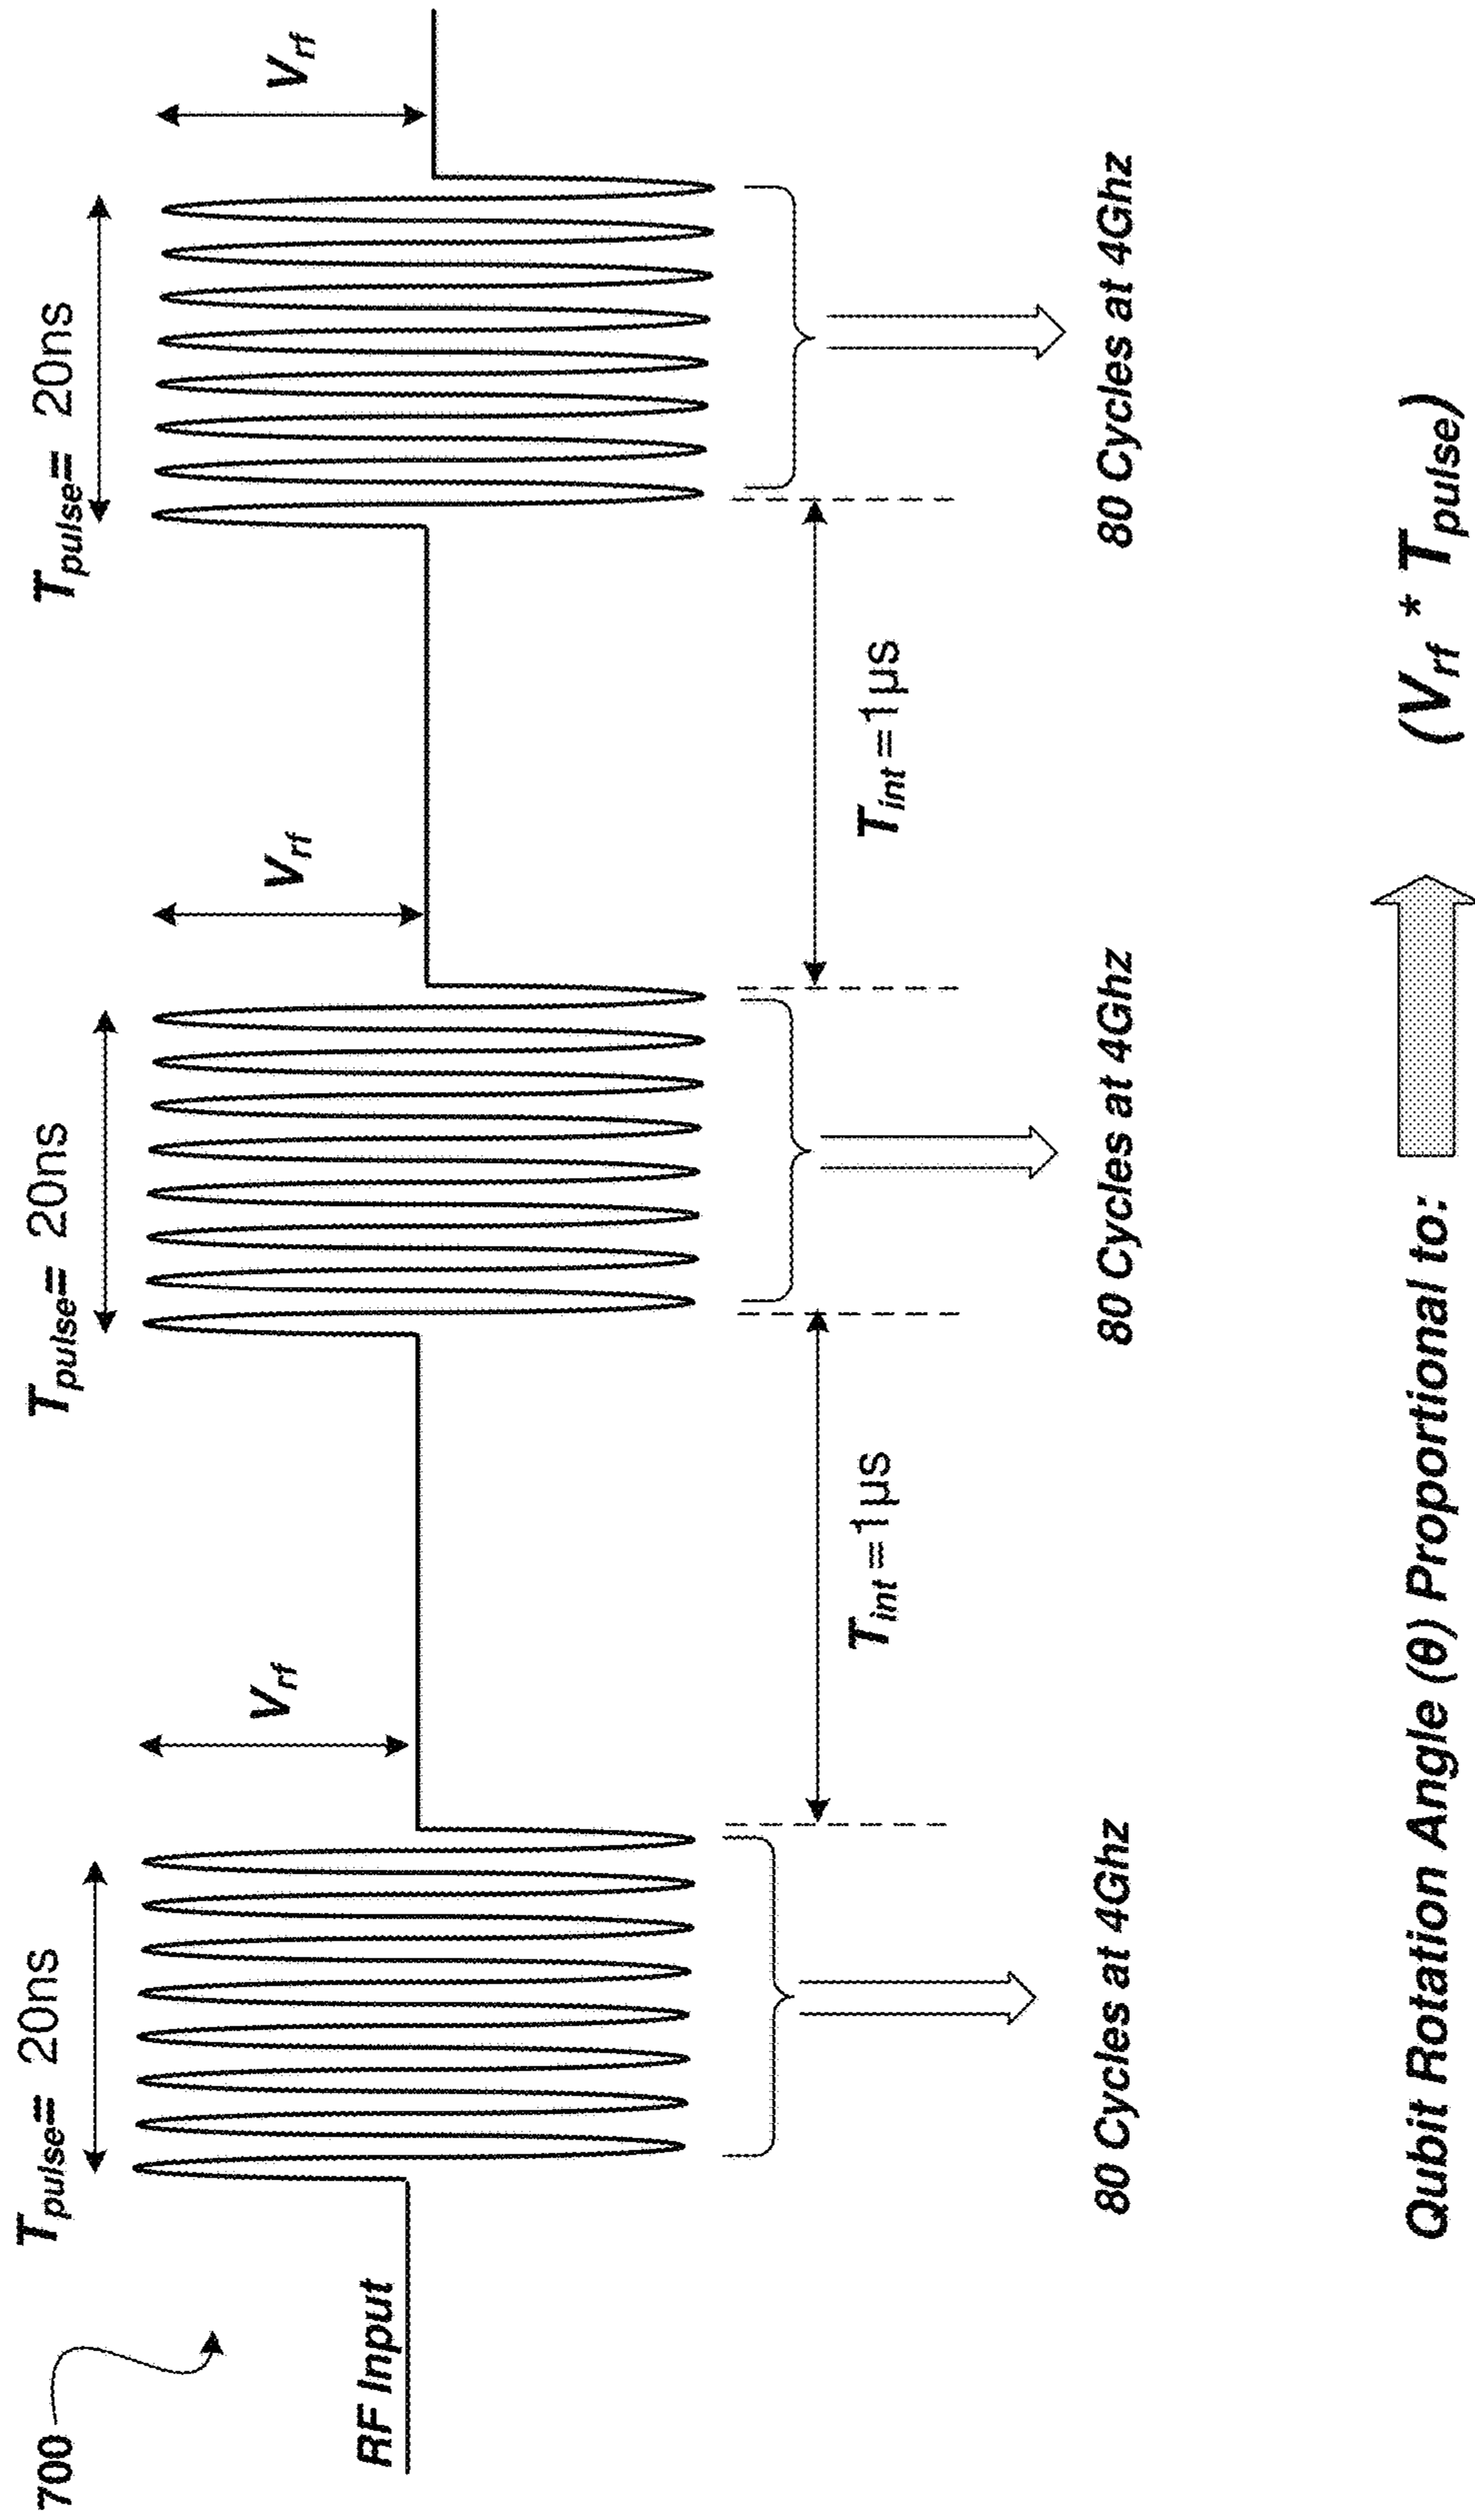 700
T_pulse= 20ns
T_pulse= 20ns
T_pulse= 20ns
RF Input
V_rf
V_rf
V_rf
T_int=1µs
T_int=1µs
80 Cycles at 4Ghz
80 Cycles at 4Ghz
80 Cycles at 4Ghz
Qubit Rotation Angle (θ) Proportional to:
(V_rf * T_pulse)